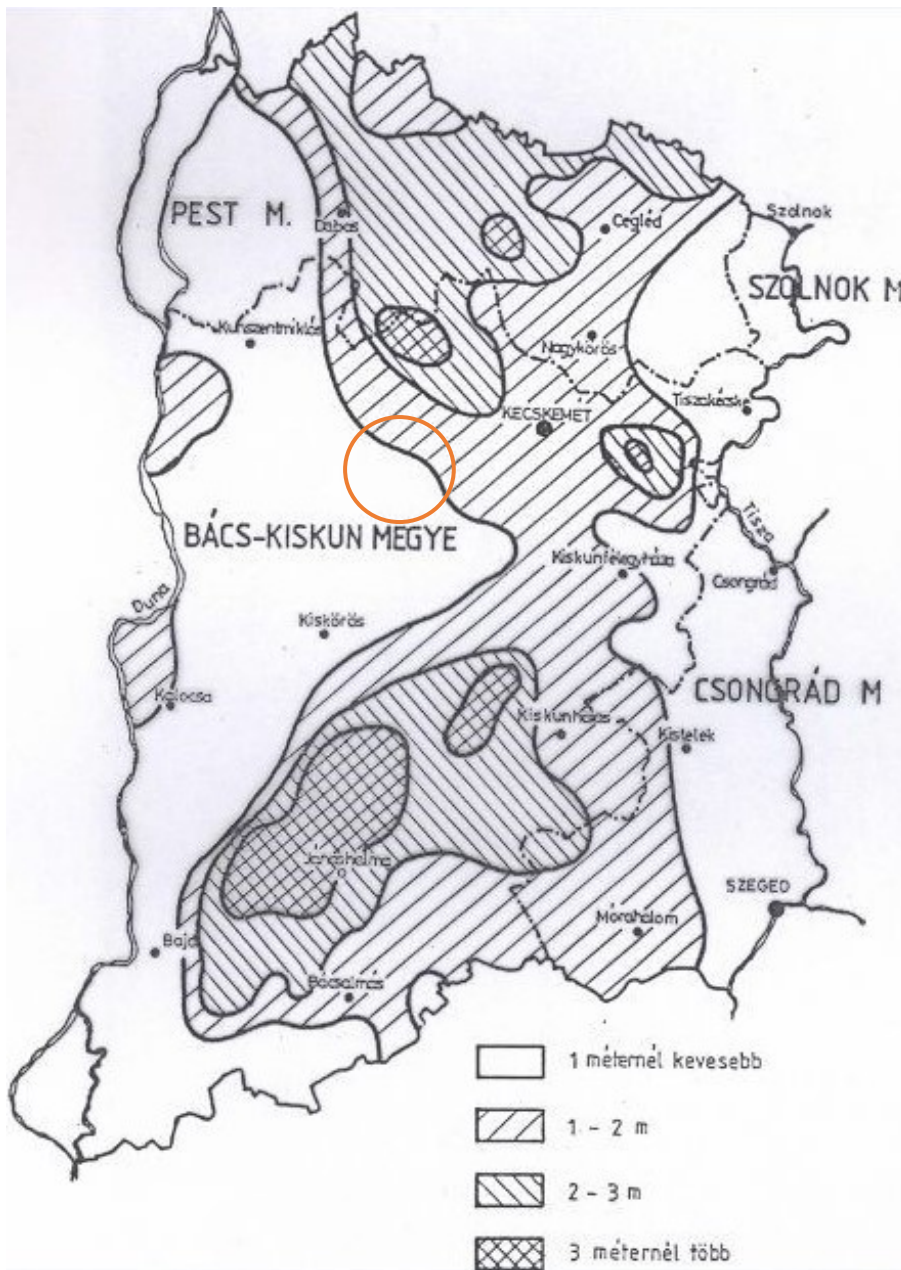 PEST M.
Dabas
Cegléd
Szolnok
SZOLNOK M
Kunszentmiklós
Nagykőrös
Tiszakécske
KECSKEMÉT
BÁCS-KISKUN MEGYE
Tisza
Kiskunfélegyháza
Csongrád
Duna
Kiskőrös
Kalocsa
CSONGRÁD M
Kiskunhalas
Kistelek
Jánoshalma
SZEGED
Mórahalom
Baja
Bácsalmás
1 méternél kevesebb
1 - 2 m
2 - 3 m
3 méternél több